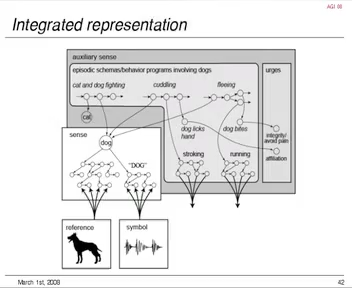 AGI 08
Integrated representation
auxiliary sense
episodic schemas/behavior programs involving dogs
urges
cat and dog fighting
cuddling
fleeing
cat
sense
dog
dog licks
hand
dog bites
integrity/
avoid pain
"DOG"
stroking
running
affiliation
reference
symbol
March 1st, 2008
42